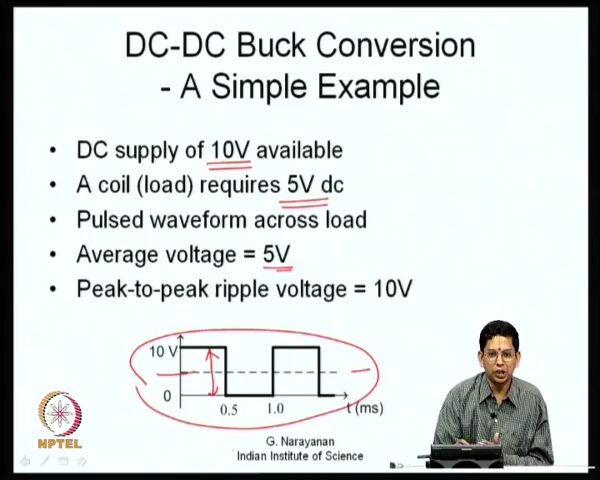 DC-DC Buck Conversion
- A Simple Example
• DC supply of 10V available
• A coil (load) requires 5V dc
• Pulsed waveform across load
• Average voltage = 5V
• Peak-to-peak ripple voltage = 10V
10 V
0
0.5
1.0
t (ms)
NPTEL
G. Narayanan
Indian Institute of Science